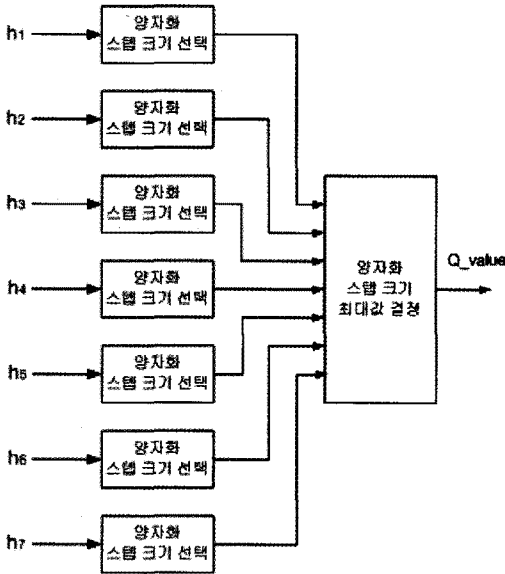 h1
양자화
스텝 크기 선택
h2
양자화
스텝 크기 선택
h3
양자화
스텝 크기 선택
h4
양자화
스텝 크기 선택
h5
양자화
스텝 크기 선택
h6
양자화
스텝 크기 선택
h7
양자화
스텝 크기 선택
양자화
스텝 크기
최대값 결정
Q_value